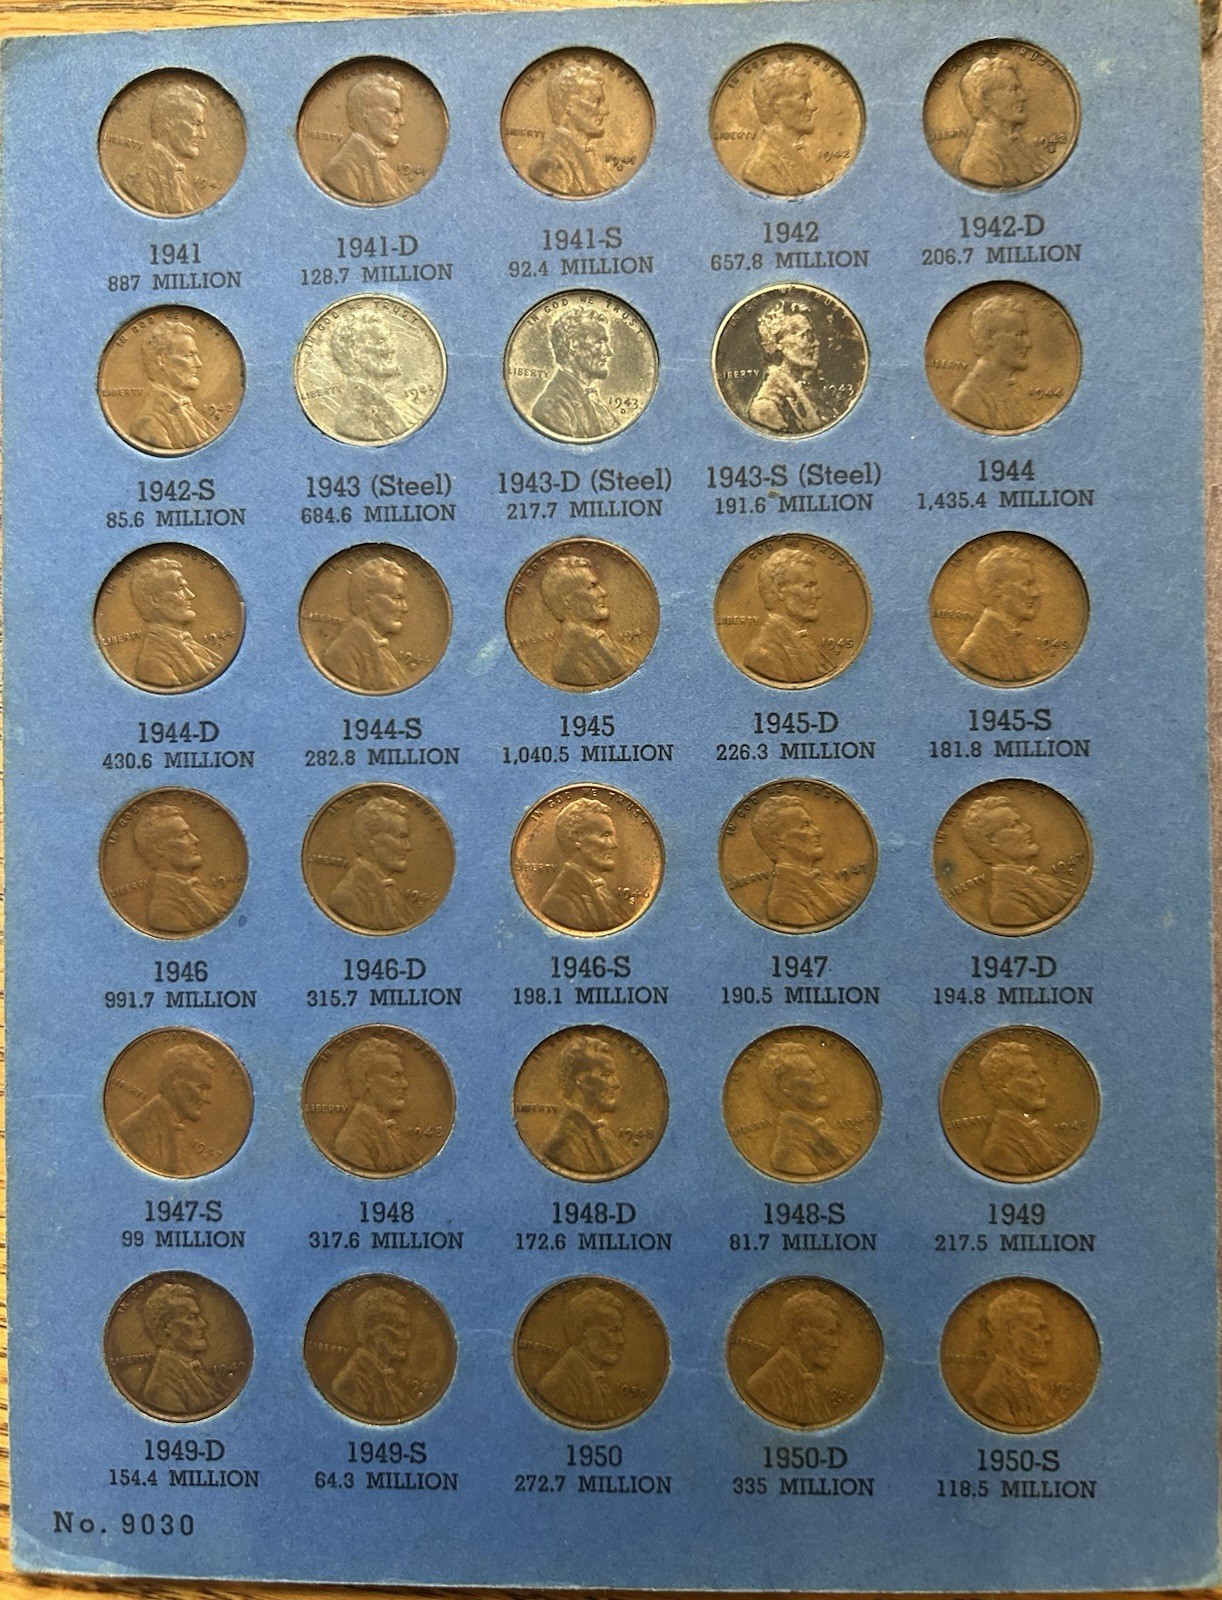 1941
887 MILLION
1941-D
128.7 MILLION
1941-S
92.4 MILLION
1942
657.8 MILLION
1942-D
206.7 MILLION
1942-S
85.6 MILLION
1943 (Steel)
684.6 MILLION
1943-D (Steel)
217.7 MILLION
1943-S (Steel)
191.6 MILLION
1944
1,435.4 MILLION
1944-D
430.6 MILLION
1944-S
282.8 MILLION
1945
1,040.5 MILLION
1945-D
226.3 MILLION
1945-S
181.8 MILLION
1946
991.7 MILLION
1946-D
315.7 MILLION
1946-S
198.1 MILLION
1947
190.5 MILLION
1947-D
194.8 MILLION
1947-S
99 MILLION
1948
317.6 MILLION
1948-D
172.6 MILLION
1948-S
81.7 MILLION
1949
217.5 MILLION
1949-D
154.4 MILLION
1949-S
64.3 MILLION
1950
272.7 MILLION
1950-D
335 MILLION
1950-S
118.5 MILLION
No. 9030